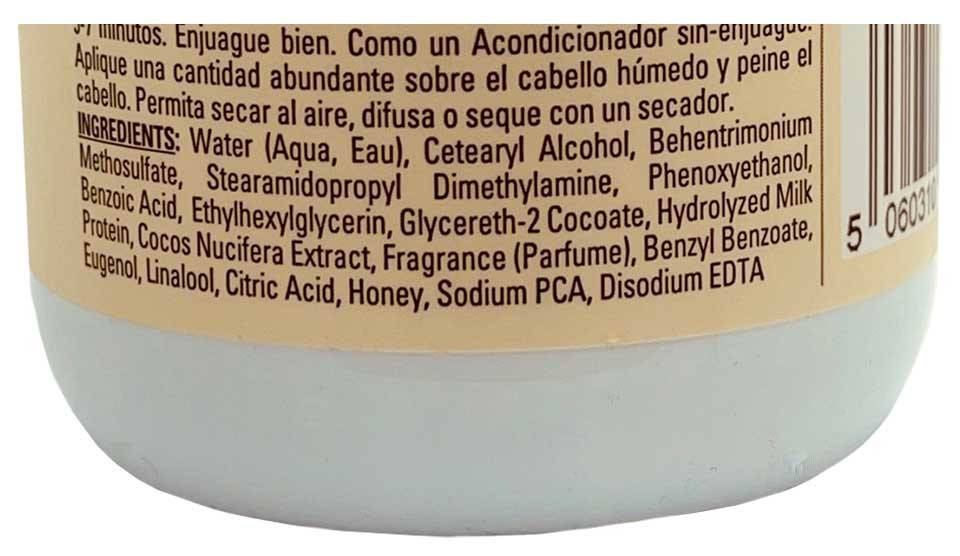 3-7 minutos. Enjuague bien. Como un Acondicionador sin-enjuague:
Aplique una cantidad abundante sobre el cabello húmedo y peine el
cabello. Permita secar al aire, difusa o seque con un secador.
INGREDIENTS: Water (Aqua, Eau), Cetearyl Alcohol, Behentrimonium
Methosulfate, Stearamidopropyl Dimethylamine, Phenoxyethanol,
Benzoic Acid, Ethylhexylglycerin, Glycereth-2 Cocoate, Hydrolyzed Milk
Protein, Cocos Nucifera Extract, Fragrance (Parfume), Benzyl Benzoate,
Eugenol, Linalool, Citric Acid, Honey, Sodium PCA, Disodium EDTA
5 060310